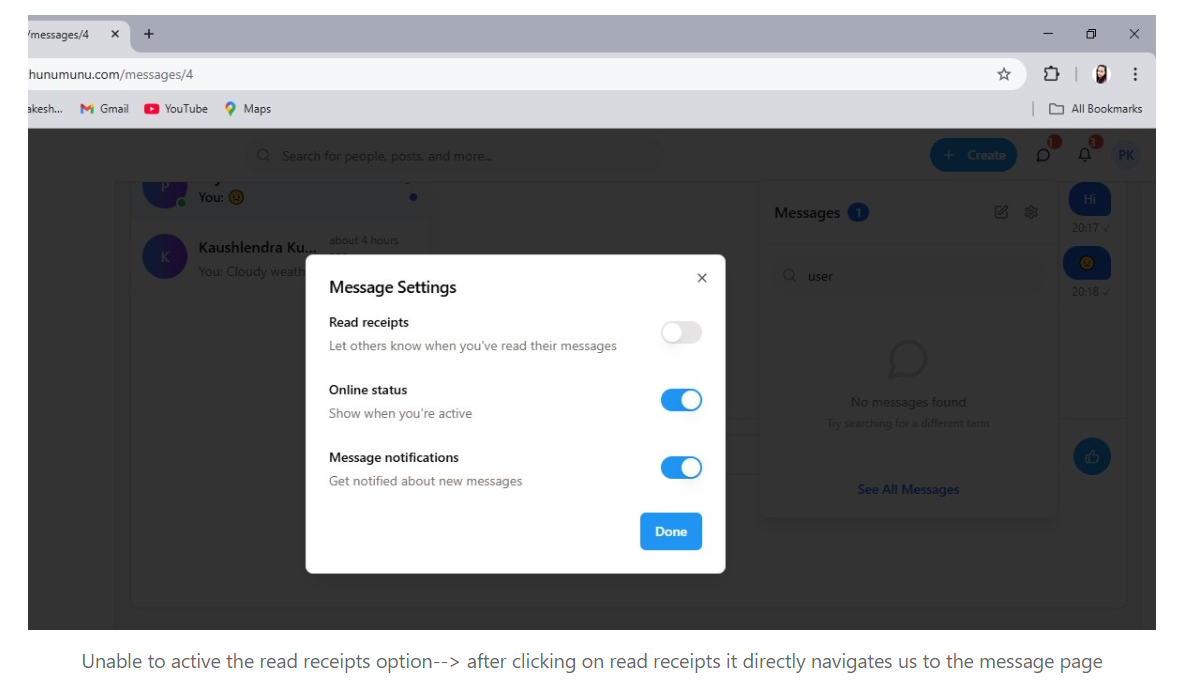 /messages/4
hunumunu.com/messages/4
akesh... Gmail YouTube Maps
All Bookmarks
Search for people, posts, and more...
+ Create
1
3
PK
P
You: 😟
K
Kaushlendra Ku...
about 4 hours
You: Cloudy weath
Messages 1
user
No messages found
Try searching for a different term
See All Messages
Hi
20:17 ✓
20:18 ✓
Message Settings
Read receipts
Let others know when you've read their messages
Online status
Show when you're active
Message notifications
Get notified about new messages
Done
Unable to active the read receipts option--> after clicking on read receipts it directly navigates us to the message page